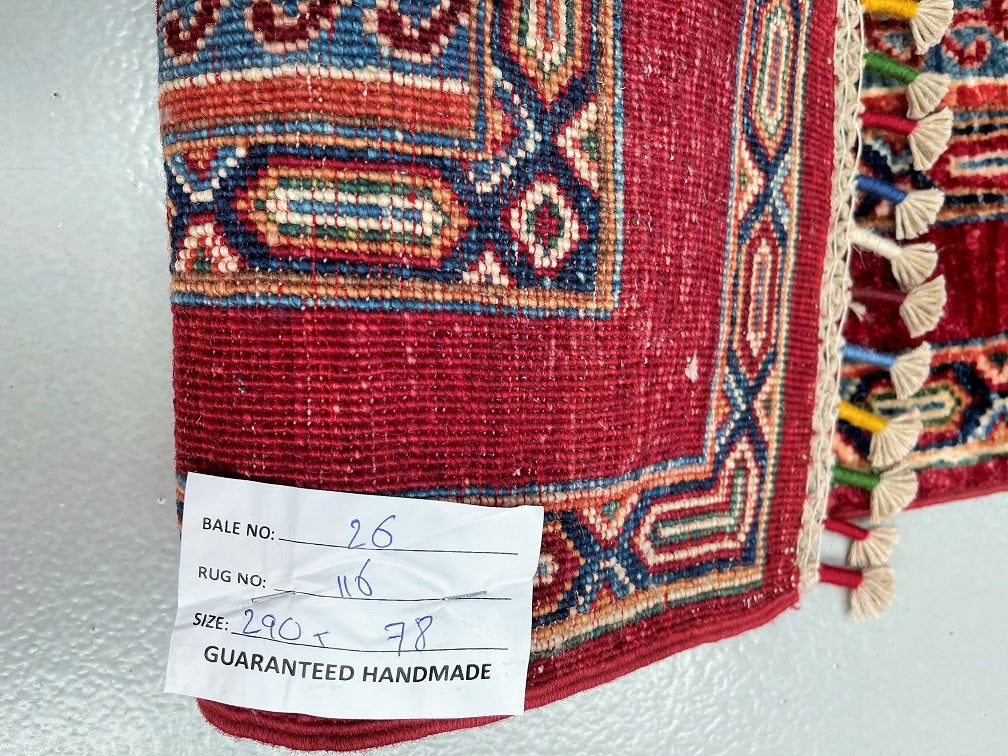 BALE NO: 26
RUG NO: 116
SIZE: 290 x 78
GUARANTEED HANDMADE